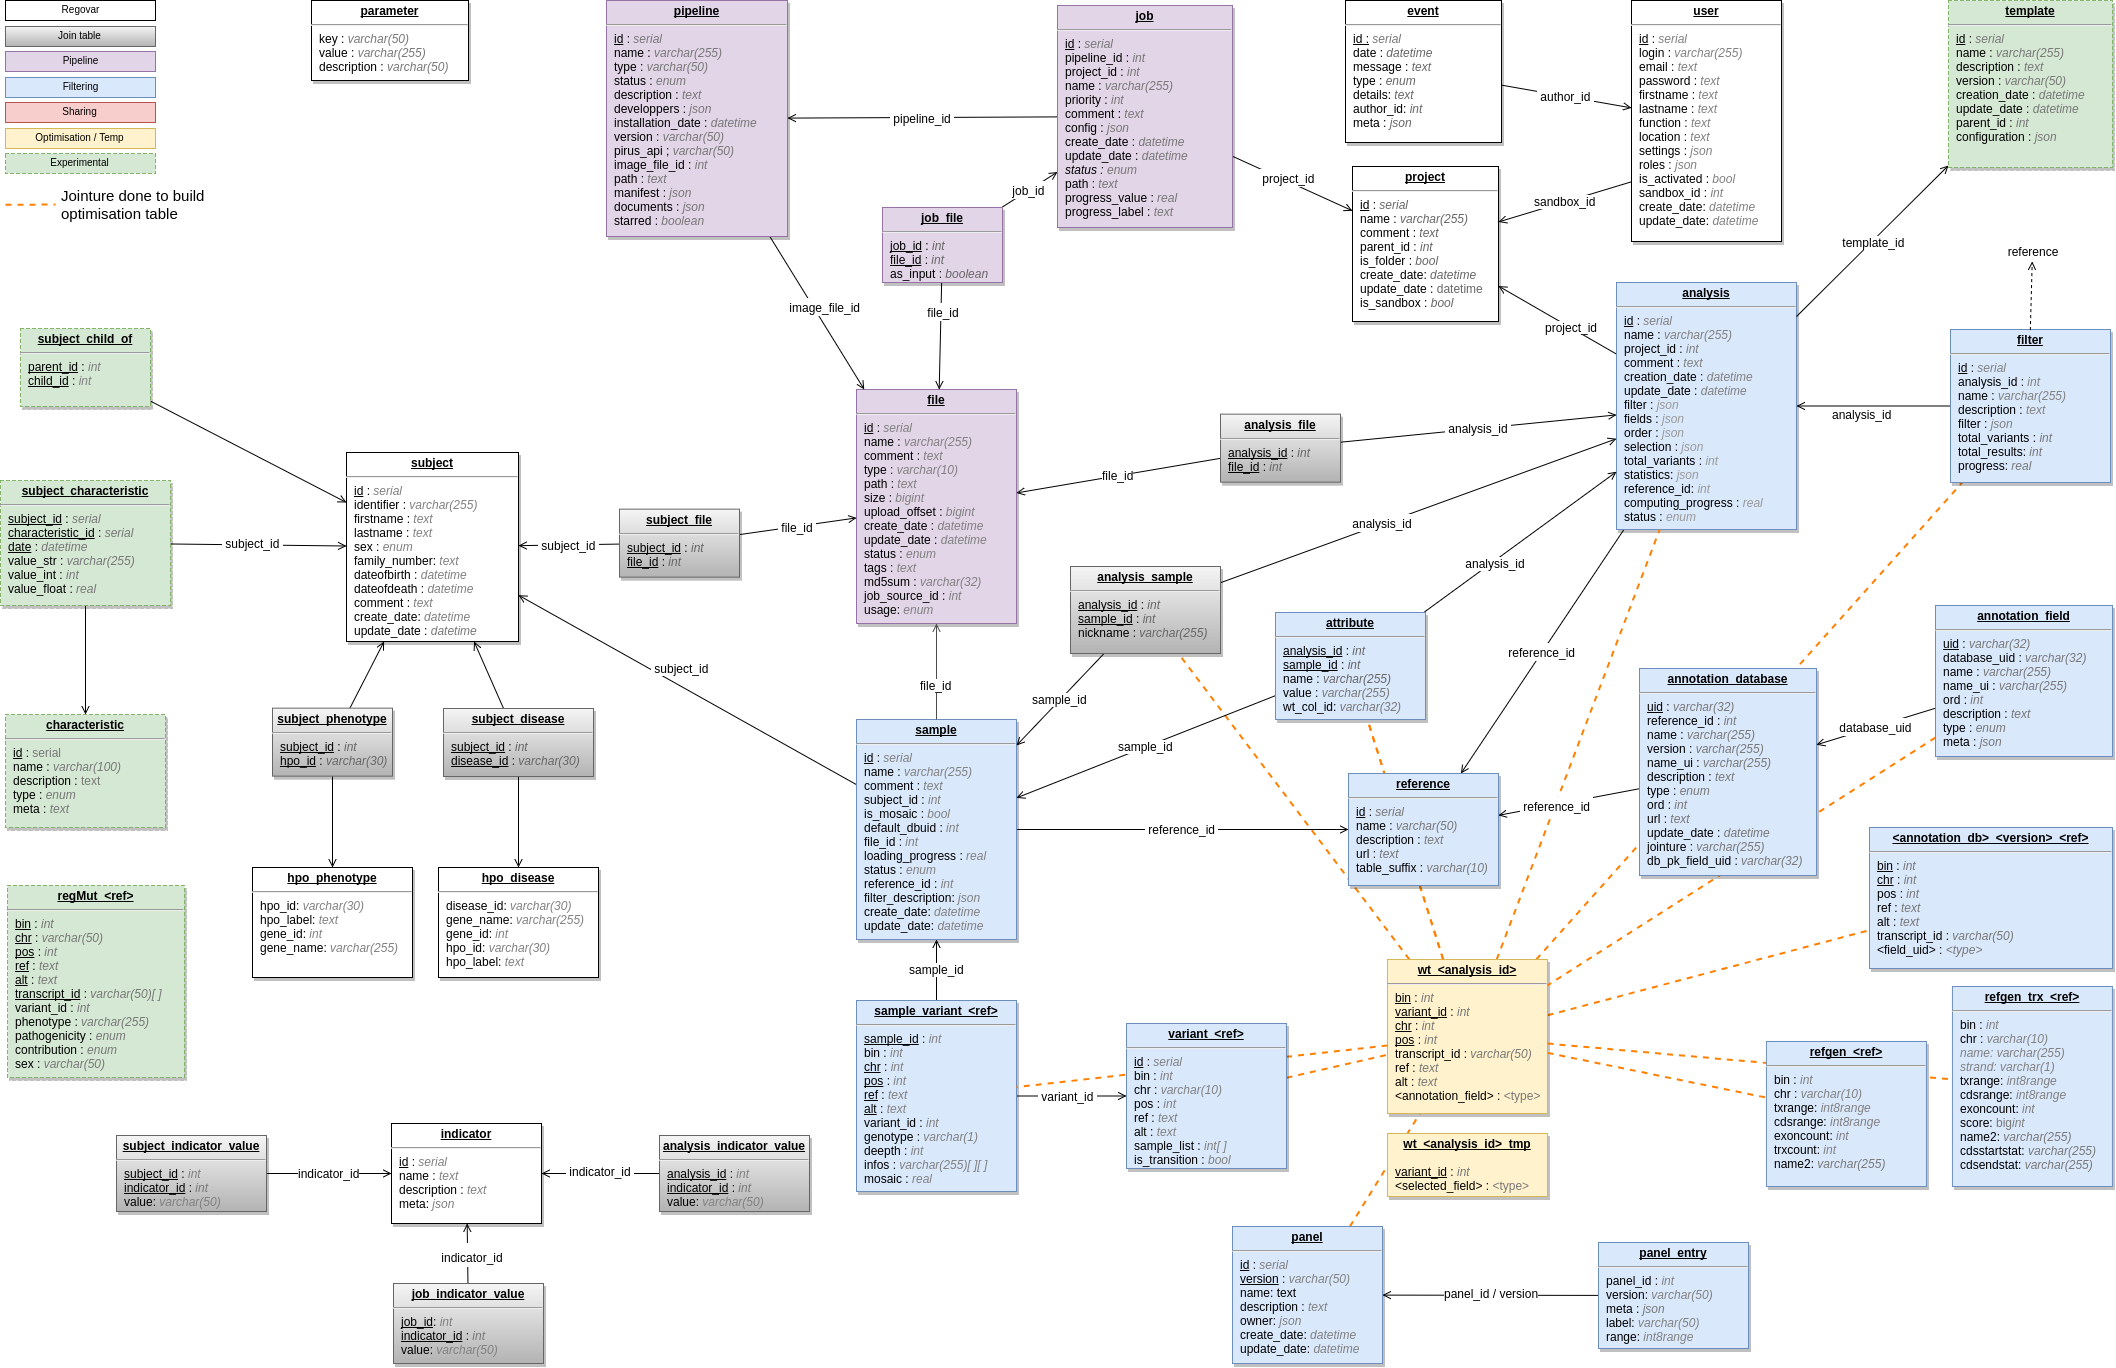 Regovar
Join table
Pipeline
Filtering
Sharing
Optimisation / Temp
Experimental
Jointure done to build
optimisation table
parameter
key : varchar(50)
value : varchar(255)
description : varchar(50)
pipeline
id : serial
name : varchar(255)
type : varchar(50)
status : enum
description : text
developpers : json
installation_date : datetime
version : varchar(50)
pirus_api ; varchar(50)
image_file_id : int
path : text
manifest : json
documents : json
starred : boolean
job
id : serial
pipeline_id : int
project_id : int
name : varchar(255)
priority : int
comment : text
config : json
create_date : datetime
update_date : datetime
status : enum
path : text
progress_value : real
progress_label : text
event
id : serial
date : datetime
message : text
type : enum
details: text
author_id: int
meta : json
user
id : serial
login : varchar(255)
email : text
password : text
firstname : text
lastname : text
function : text
location : text
settings : json
roles : json
is_activated : bool
sandbox_id : int
create_date: datetime
update_date: datetime
template
id : serial
name : varchar(255)
description : text
version : varchar(50)
creation_date : datetime
update_date : datetime
parent_id : int
configuration : json
pipeline_id
author_id
job_id
project_id
sandbox_id
job_file
job_id : int
file_id : int
as_input : boolean
project
id : serial
name : varchar(255)
comment : text
parent_id : int
is_folder : bool
create_date: datetime
update_date : datetime
is_sandbox : bool
template_id
reference
image_file_id
file_id
project_id
analysis
id : serial
name : varchar(255)
project_id : int
comment : text
creation_date : datetime
update_date : datetime
filter : json
fields : json
order : json
selection : json
total_variants : int
statistics: json
reference_id: int
computing_progress : real
status : enum
filter
id : serial
analysis_id : int
name : varchar(255)
description : text
filter : json
total_variants : int
total_results: int
progress: real
analysis_id
subject_child_of
parent_id : int
child_id : int
file
id : serial
name : varchar(255)
comment : text
type : varchar(10)
path : text
size : bigint
upload_offset : bigint
create_date : datetime
update_date : datetime
status : enum
tags : text
md5sum : varchar(32)
job_source_id : int
usage: enum
analysis_file
analysis_id : int
file_id : int
analysis_id
file_id
subject_characteristic
subject_id : serial
characteristic_id : serial
date : datetime
value_str : varchar(255)
value_int : int
value_float : real
subject_id
subject
id : serial
identifier : varchar(255)
firstname : text
lastname : text
sex : enum
family_number: text
dateofbirth : datetime
dateofdeath : datetime
comment : text
create_date: datetime
update_date : datetime
subject_id
subject_file
subject_id : int
file_id : int
file_id
analysis_id
analysis_id
analysis_sample
analysis_id : int
sample_id : int
nickname : varchar(255)
attribute
analysis_id : int
sample_id : int
name : varchar(255)
value : varchar(255)
wt_col_id: varchar(32)
reference_id
annotation_field
uid : varchar(32)
database_uid : varchar(32)
name : varchar(255)
name_ui : varchar(255)
ord : int
description : text
type : enum
meta : json
annotation_database
uid : varchar(32)
reference_id : int
name : varchar(255)
version : varchar(255)
name_ui : varchar(255)
description : text
type : enum
ord : int
url : text
update_date : datetime
jointure : varchar(255)
db_pk_field_uid : varchar(32)
database_uid
subject_id
file_id
sample_id
sample_id
characteristic
id : serial
name : varchar(100)
description : text
type : enum
meta : text
subject_phenotype
subject_id : int
hpo_id : varchar(30)
subject_disease
subject_id : int
disease_id : varchar(30)
sample
id : serial
name : varchar(255)
comment : text
subject_id : int
is_mosaic : bool
default_dbuid : int
file_id : int
loading_progress : real
status : enum
reference_id : int
filter_description: json
create_date: datetime
update_date: datetime
reference_id
reference
id : serial
name : varchar(50)
description : text
url : text
table_suffix : varchar(10)
reference_id
<annotation_db>_<version>_<ref>
bin : int
chr : int
pos : int
ref : text
alt : text
transcript_id : varchar(50)
<field_uid> : <type>
regMut_<ref>
bin : int
chr : varchar(50)
pos : int
ref : text
alt : text
transcript_id : varchar(50)[ ]
variant_id : int
phenotype : varchar(255)
pathogenicity : enum
contribution : enum
sex : varchar(50)
hpo_phenotype
hpo_id: varchar(30)
hpo_label: text
gene_id: int
gene_name: varchar(255)
hpo_disease
disease_id: varchar(30)
gene_name: varchar(255)
gene_id: int
hpo_id: varchar(30)
hpo_label: text
sample_id
sample_variant_<ref>
sample_id : int
bin : int
chr : int
pos : int
ref : text
alt : text
variant_id : int
genotype : varchar(1)
deepth : int
infos : varchar(255)[ ][ ]
mosaic : real
variant_id
variant_<ref>
id : serial
bin : int
chr : varchar(10)
pos : int
ref : text
alt : text
sample_list : int[ ]
is_transition : bool
wt_<analysis_id>
bin : int
variant_id : int
chr : int
pos : int
transcript_id : varchar(50)
ref : text
alt : text
<annotation_field> : <type>
wt_<analysis_id>_tmp
variant_id : int
<selected_field> : <type>
refgen_<ref>
bin : int
chr : varchar(10)
txrange: int8range
cdsrange: int8range
exoncount: int
trxcount: int
name2: varchar(255)
refgen_trx_<ref>
bin : int
chr : varchar(10)
name: varchar(255)
strand: varchar(1)
txrange: int8range
cdsrange: int8range
exoncount: int
score: bigint
name2: varchar(255)
cdsstartstat: varchar(255)
cdsendstat: varchar(255)
subject_indicator_value
subject_id : int
indicator_id : int
value: varchar(50)
indicator_id
indicator
id : serial
name : text
description : text
meta: json
indicator_id
analysis_indicator_value
analysis_id : int
indicator_id : int
value: varchar(50)
indicator_id
job_indicator_value
job_id: int
indicator_id : int
value: varchar(50)
panel
id : serial
version : varchar(50)
name: text
description : text
owner: json
create_date: datetime
update_date: datetime
panel_id / version
panel_entry
panel_id : int
version: varchar(50)
meta : json
label: varchar(50)
range: int8range